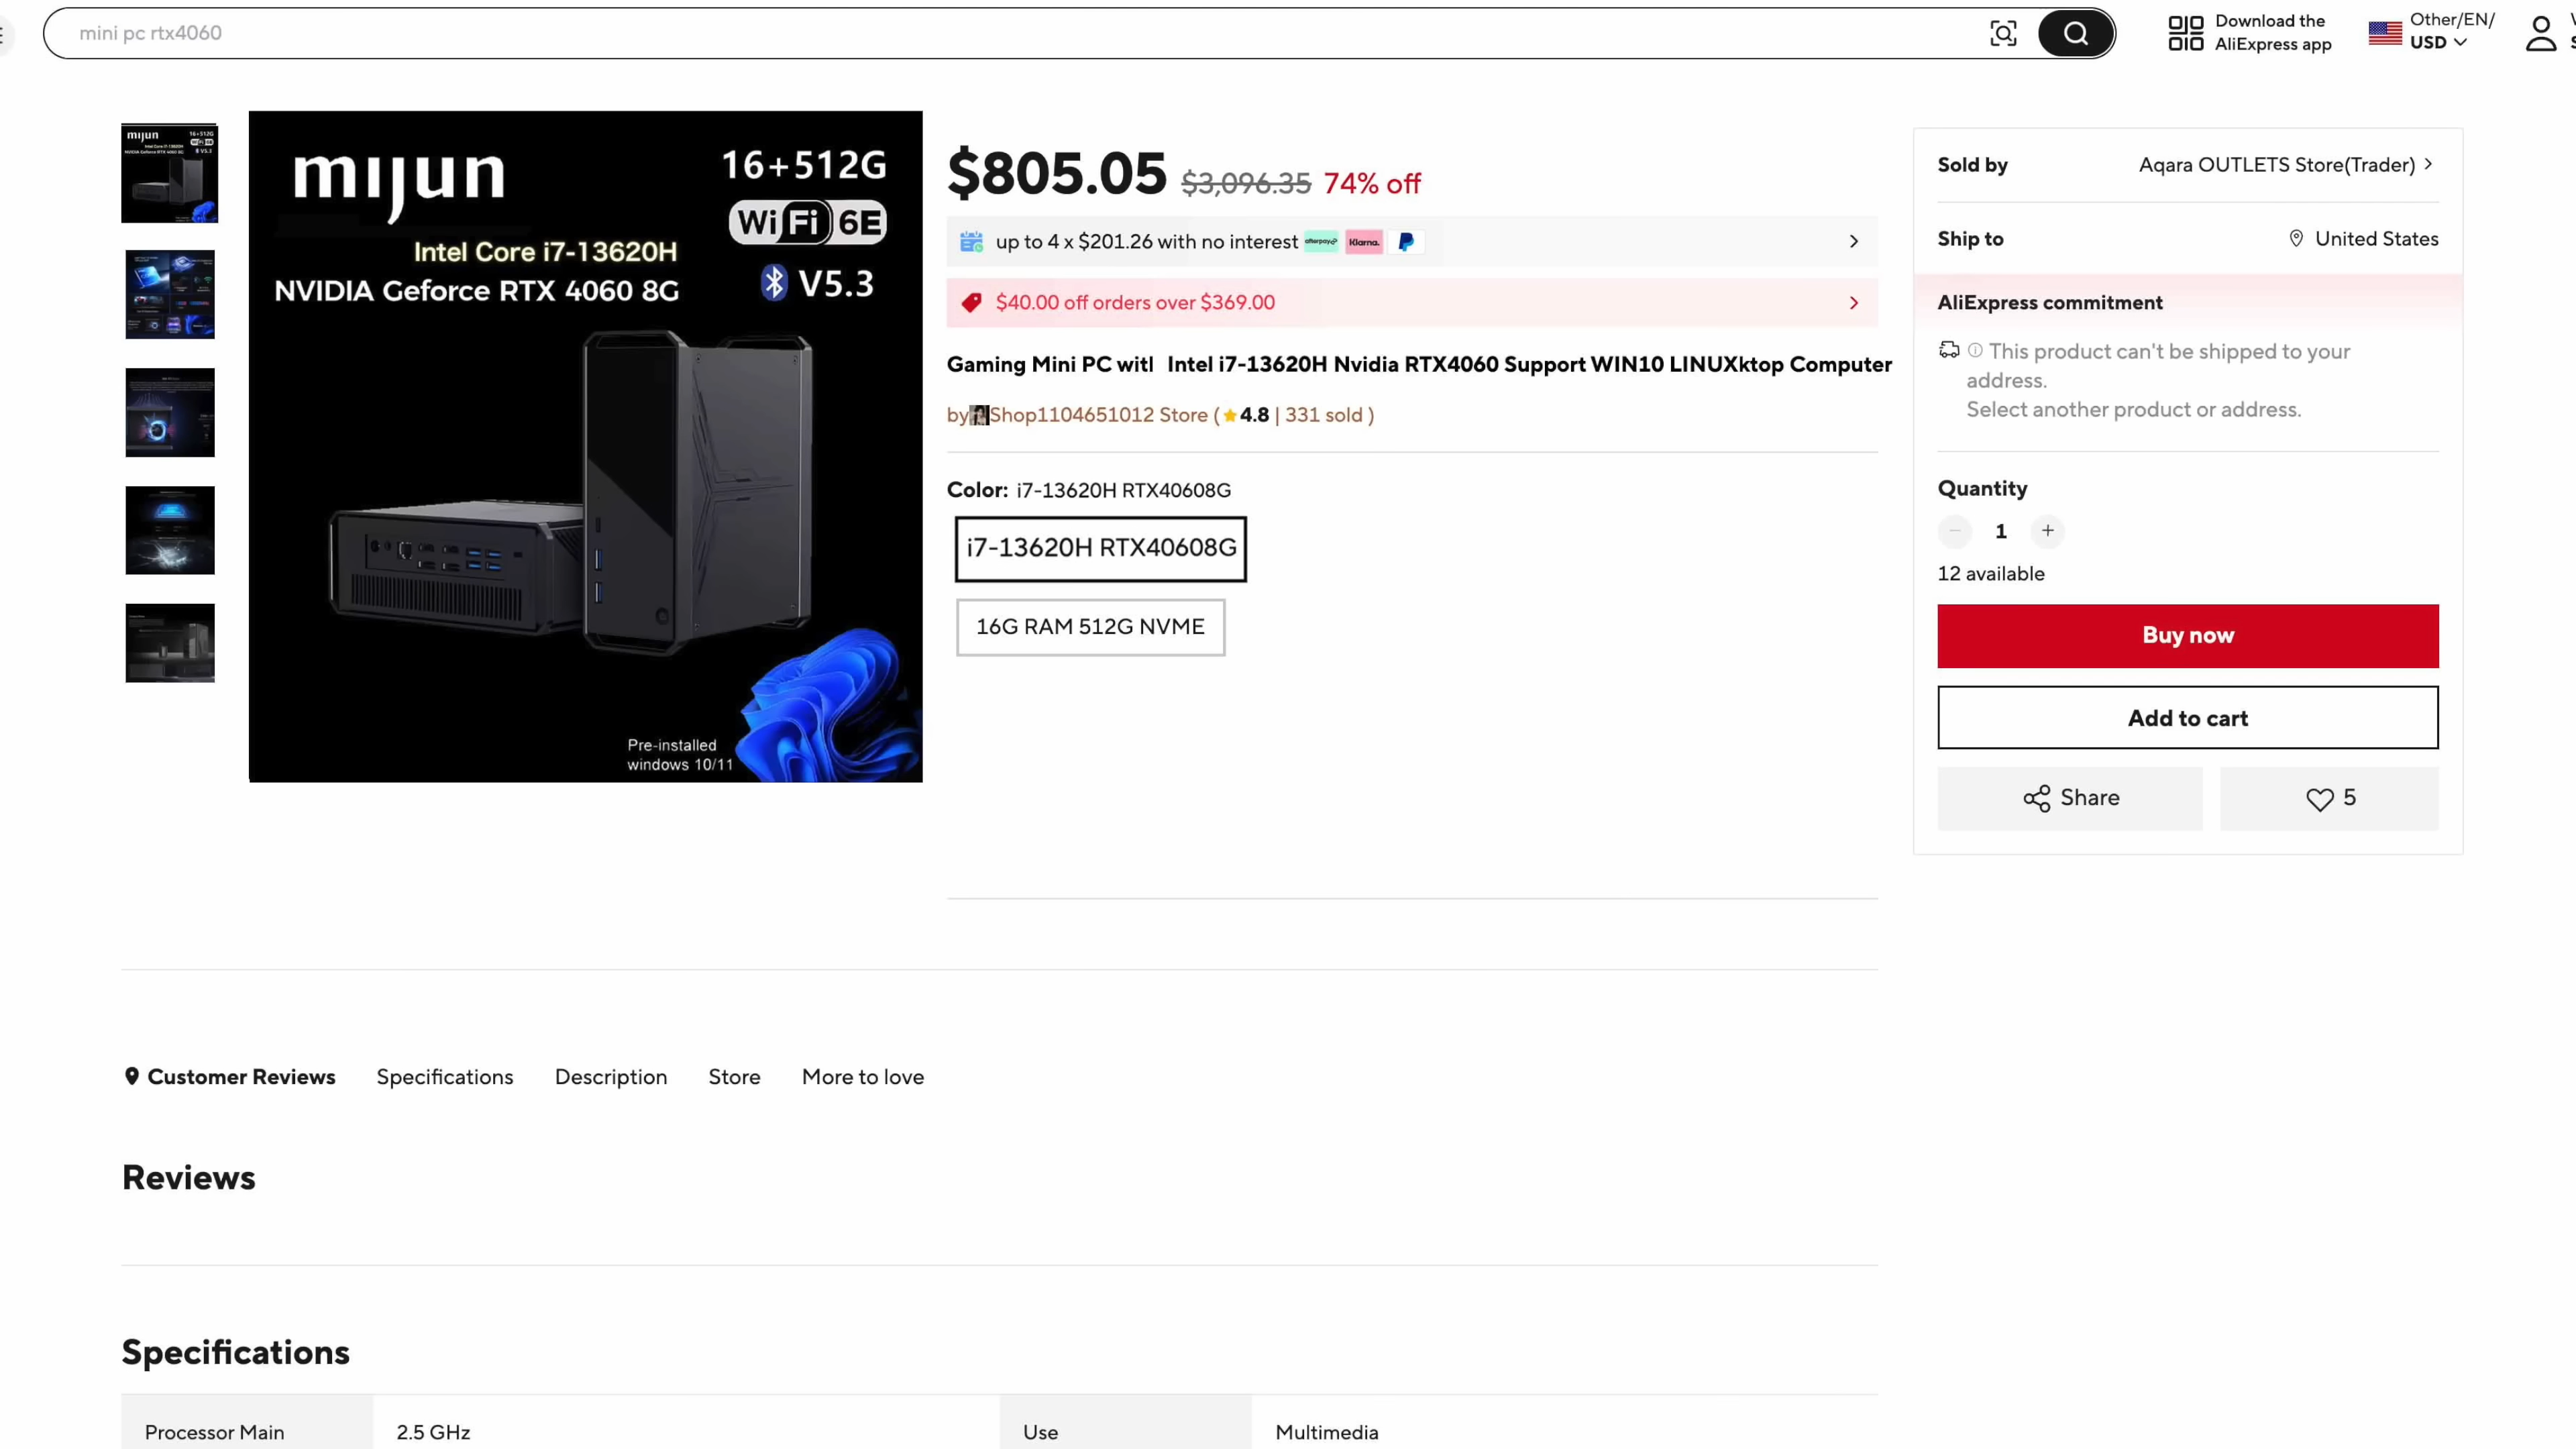 mini pc rtx4060
Download the
AliExpress app
Other/EN/
USD
mijun
16+512G
WiFi 6E
Intel Core i7-13620H
NVIDIA Geforce RTX 4060 8G
V5.3
Pre-installed
windows 10/11
$805.05 $3,096.35 74% off
up to 4 x $201.26 with no interest afterpay Klarna.
$40.00 off orders over $369.00
Gaming Mini PC witl Intel i7-13620H Nvidia RTX4060 Support WIN10 LINUXktop Computer
by Shop1104651012 Store ( 4.8 | 331 sold )
Color: i7-13620H RTX40608G
i7-13620H RTX40608G
16G RAM 512G NVME
Sold by Aqara OUTLETS Store(Trader)
Ship to United States
AliExpress commitment
This product can't be shipped to your
address.
Select another product or address.
Quantity
1
12 available
Buy now
Add to cart
Share 5
Customer Reviews Specifications Description Store More to love
Reviews
Specifications
Processor Main 2.5 GHz Use Multimedia